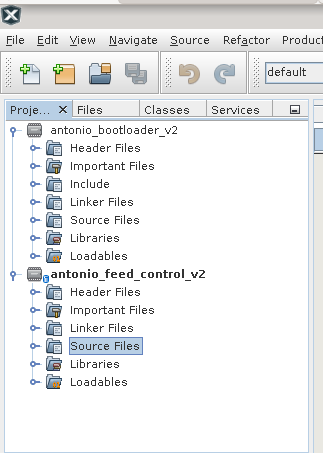 File Edit View Navigate Source Refactor Product
default
Proje... Files Classes Services
antonio_bootloader_v2
Header Files
Important Files
Include
Linker Files
Source Files
Libraries
Loadables
antonio_feed_control_v2
Header Files
Important Files
Linker Files
Source Files
Libraries
Loadables